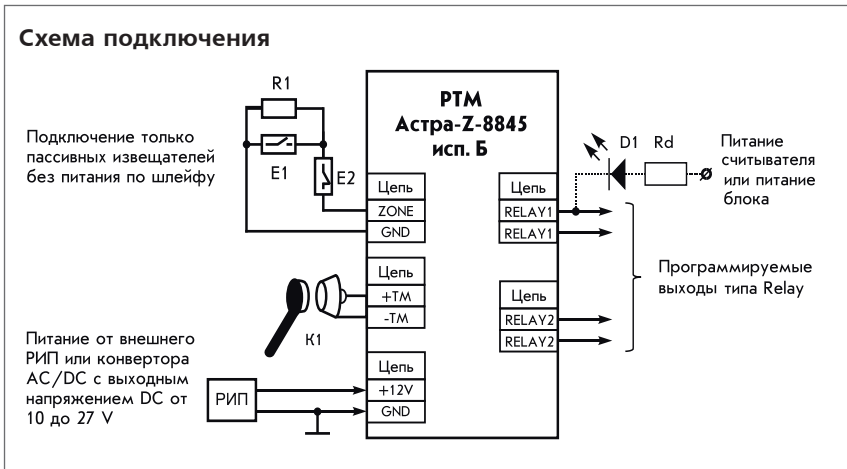 Схема подключения
R1
E1
E2
Подключение только
пассивных извещателей
без питания по шлейфу
РТМ
Астра-Z-8845
исп. Б
Цепь
ZONE
GND
Цепь
+TM
-TM
K1
Питание от внешнего
РИП или конвертора
AC/DC с выходным
напряжением DC от
10 до 27 V
РИП
Цепь
+12V
GND
Цепь
RELAY1
RELAY1
Цепь
RELAY2
RELAY2
D1
Rd
Питание
считывателя
или питание
блока
Программируемые
выходы типа Relay